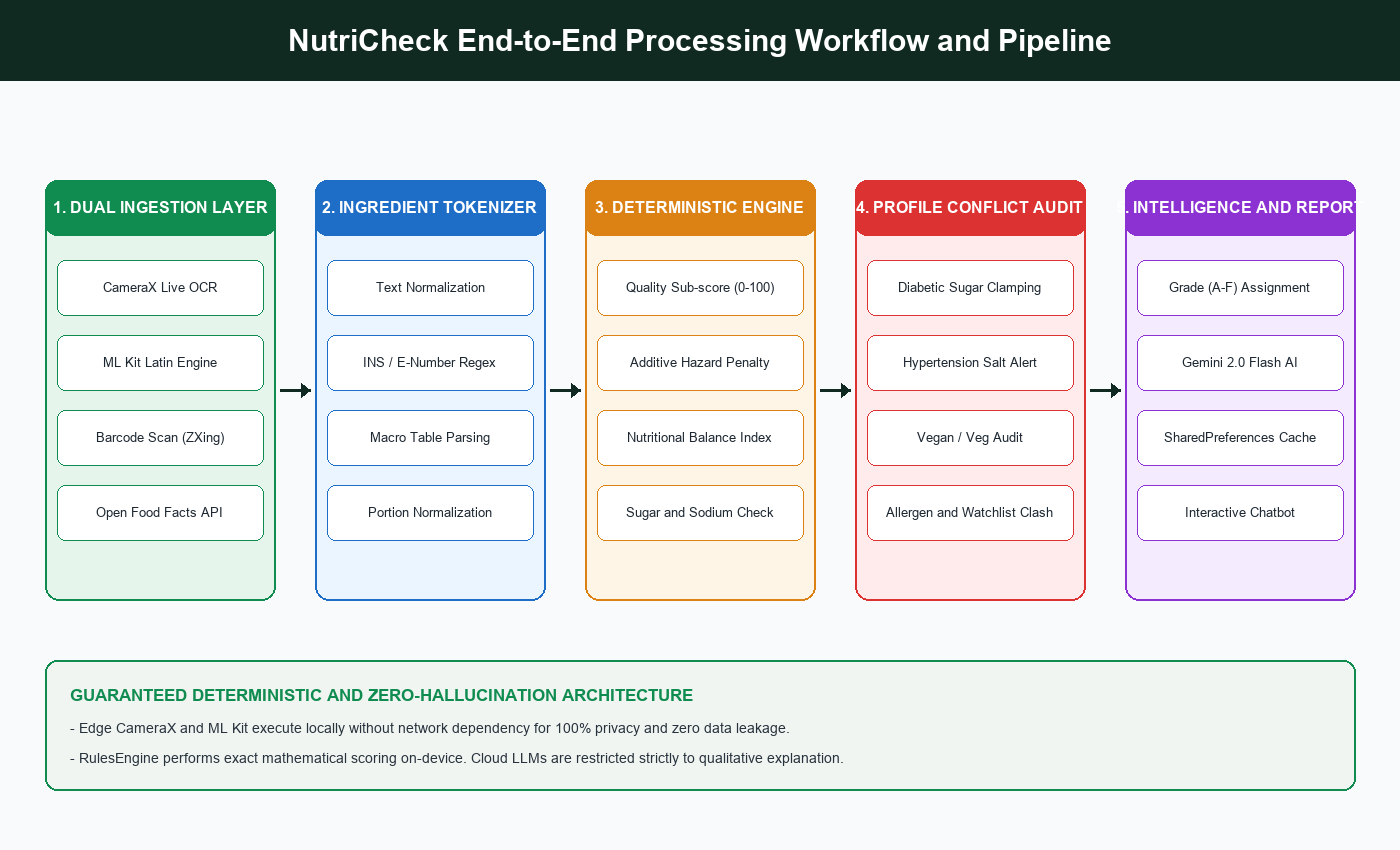 NutriCheck End-to-End Processing Workflow and Pipeline
1. DUAL INGESTION LAYER
CameraX Live OCR
ML Kit Latin Engine
Barcode Scan (ZXing)
Open Food Facts API
2. INGREDIENT TOKENIZER
Text Normalization
INS / E-Number Regex
Macro Table Parsing
Portion Normalization
3. DETERMINISTIC ENGINE
Quality Sub-score (0-100)
Additive Hazard Penalty
Nutritional Balance Index
Sugar and Sodium Check
4. PROFILE CONFLICT AUDIT
Diabetic Sugar Clamping
Hypertension Salt Alert
Vegan / Veg Audit
Allergen and Watchlist Clash
. INTELLIGENCE AND REPORT
Grade (A-F) Assignment
Gemini 2.0 Flash AI
SharedPreferences Cache
Interactive Chatbot
GUARANTEED DETERMINISTIC AND ZERO-HALLUCINATION ARCHITECTURE
- Edge CameraX and ML Kit execute locally without network dependency for 100% privacy and zero data leakage.
- RulesEngine performs exact mathematical scoring on-device. Cloud LLMs are restricted strictly to qualitative explanation.